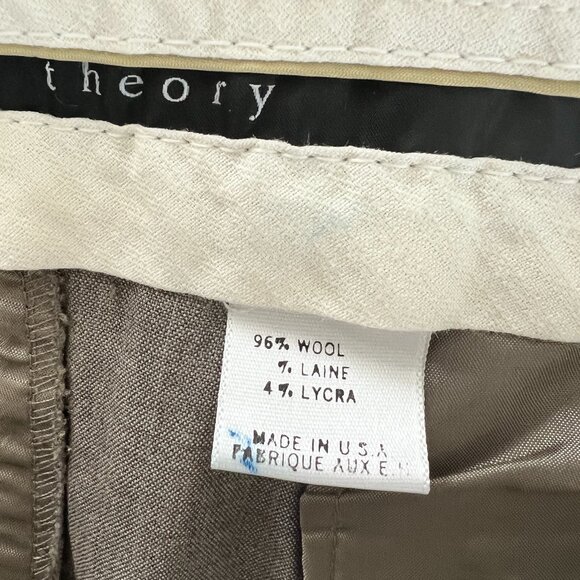 theory
96% WOOL
% LAINE
4% LYCRA
MADE IN U.S.A
FABRIQUE AUX E.